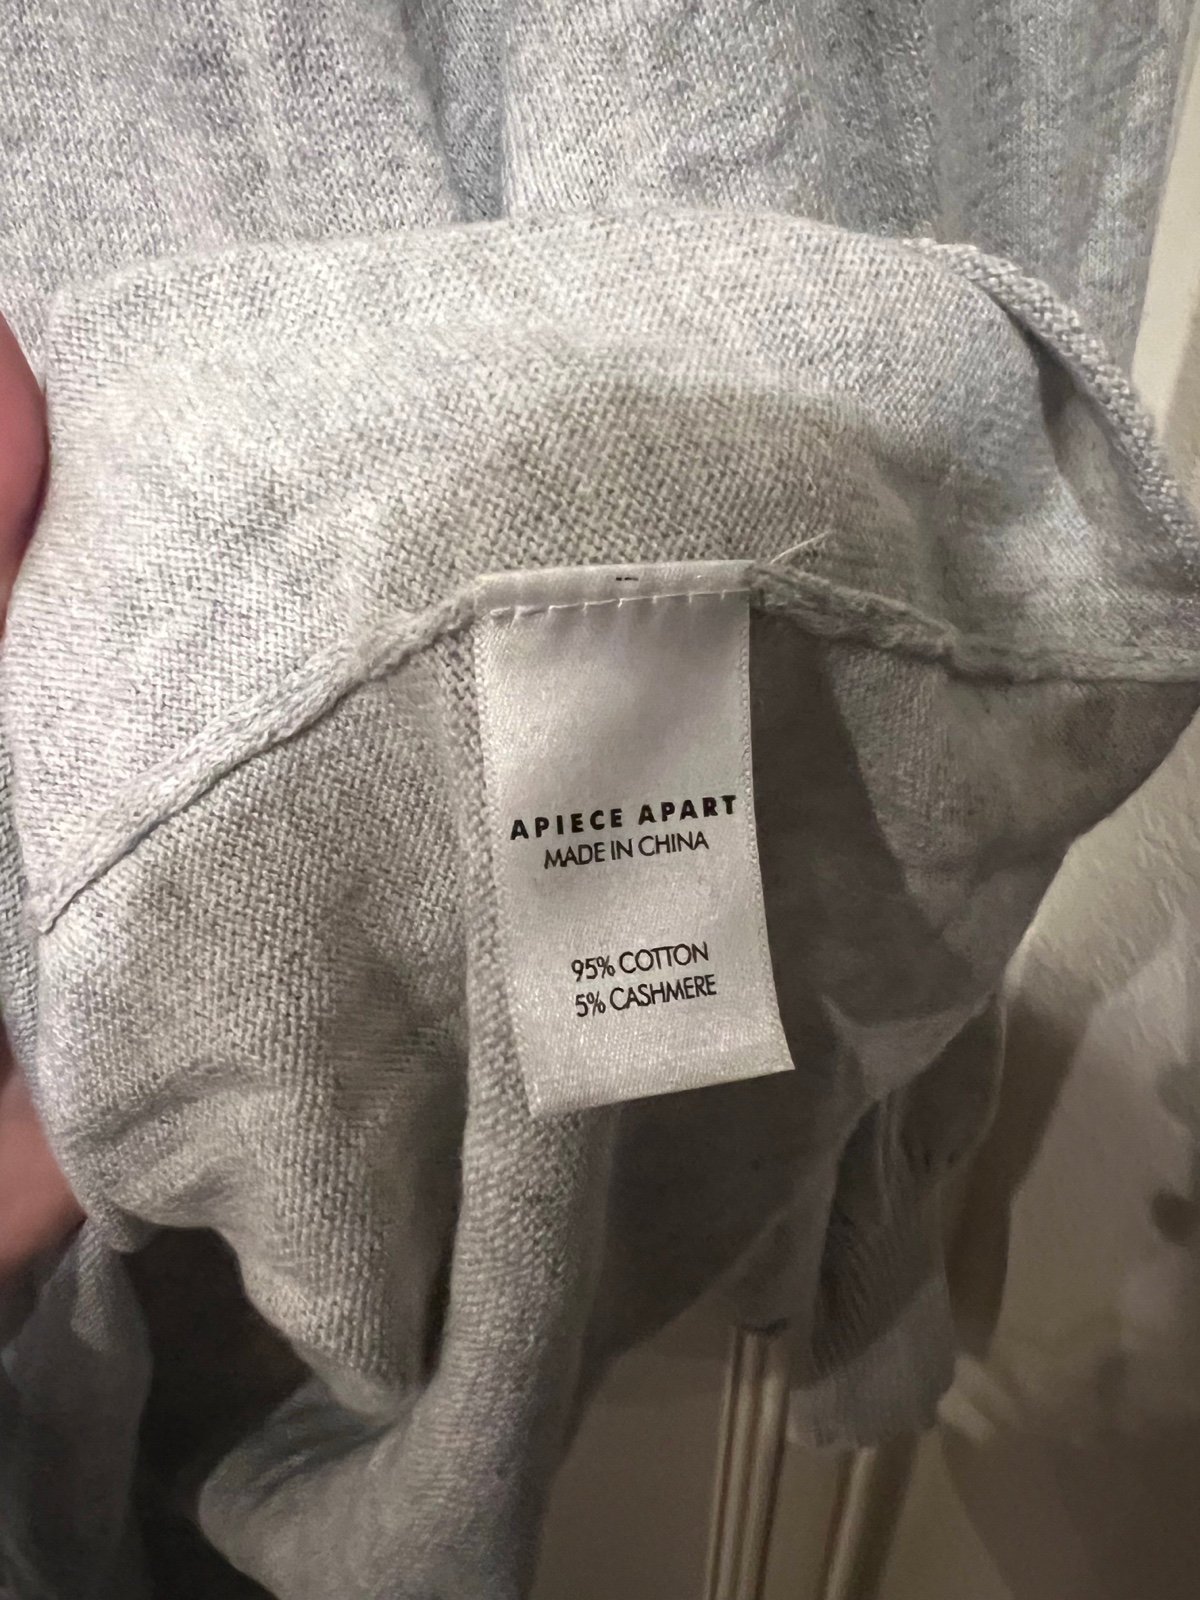 APIECE APART
MADE IN CHINA
95% COTTON
5% CASHMERE